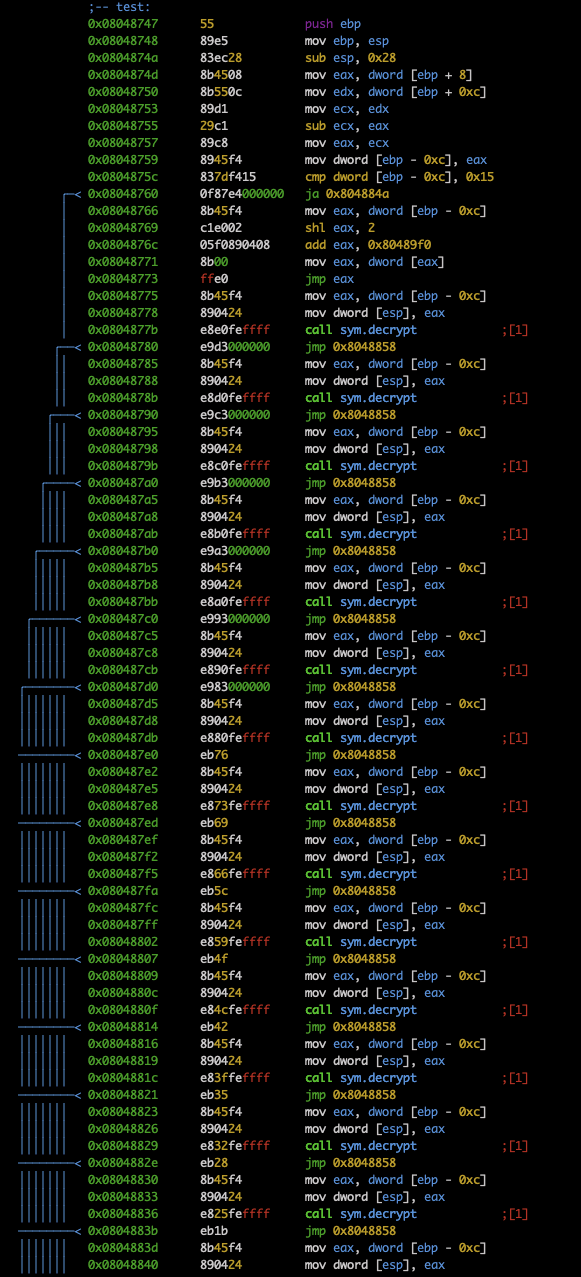 ;-- test:
0x08048747 55 push ebp
0x08048748 89e5 mov ebp, esp
0x0804874a 83ec28 sub esp, 0x28
0x0804874d 8b4508 mov eax, dword [ebp + 8]
0x08048750 8b550c mov edx, dword [ebp + 0xc]
0x08048753 89d1 mov ecx, edx
0x08048755 29c1 sub ecx, eax
0x08048757 89c8 mov eax, ecx
0x08048759 8945f4 mov dword [ebp - 0xc], eax
0x0804875c 837df415 cmp dword [ebp - 0xc], 0x15
< 0x08048760 0f87e4000000 ja 0x804884a
0x08048766 8b45f4 mov eax, dword [ebp - 0xc]
0x08048769 c1e002 shl eax, 2
0x0804876c 05f0890408 add eax, 0x80489f0
0x08048771 8b00 mov eax, dword [eax]
0x08048773 ffe0 jmp eax
0x08048775 8b45f4 mov eax, dword [ebp - 0xc]
0x08048778 890424 mov dword [esp], eax
0x0804877b e8e0feffff call sym.decrypt ;[1]
< 0x08048780 e9d3000000 jmp 0x8048858
0x08048785 8b45f4 mov eax, dword [ebp - 0xc]
0x08048788 890424 mov dword [esp], eax
0x0804878b e8d0feffff call sym.decrypt ;[1]
< 0x08048790 e9c3000000 jmp 0x8048858
0x08048795 8b45f4 mov eax, dword [ebp - 0xc]
0x08048798 890424 mov dword [esp], eax
0x0804879b e8c0feffff call sym.decrypt ;[1]
< 0x080487a0 e9b3000000 jmp 0x8048858
0x080487a5 8b45f4 mov eax, dword [ebp - 0xc]
0x080487a8 890424 mov dword [esp], eax
0x080487ab e8b0feffff call sym.decrypt ;[1]
< 0x080487b0 e9a3000000 jmp 0x8048858
0x080487b5 8b45f4 mov eax, dword [ebp - 0xc]
0x080487b8 890424 mov dword [esp], eax
0x080487bb e8a0feffff call sym.decrypt ;[1]
< 0x080487c0 e993000000 jmp 0x8048858
0x080487c5 8b45f4 mov eax, dword [ebp - 0xc]
0x080487c8 890424 mov dword [esp], eax
0x080487cb e890feffff call sym.decrypt ;[1]
< 0x080487d0 e983000000 jmp 0x8048858
0x080487d5 8b45f4 mov eax, dword [ebp - 0xc]
0x080487d8 890424 mov dword [esp], eax
0x080487db e880feffff call sym.decrypt ;[1]
< 0x080487e0 eb76 jmp 0x8048858
0x080487e2 8b45f4 mov eax, dword [ebp - 0xc]
0x080487e5 890424 mov dword [esp], eax
0x080487e8 e873feffff call sym.decrypt ;[1]
< 0x080487ed eb69 jmp 0x8048858
0x080487ef 8b45f4 mov eax, dword [ebp - 0xc]
0x080487f2 890424 mov dword [esp], eax
0x080487f5 e866feffff call sym.decrypt ;[1]
< 0x080487fa eb5c jmp 0x8048858
0x080487fc 8b45f4 mov eax, dword [ebp - 0xc]
0x080487ff 890424 mov dword [esp], eax
0x08048802 e859feffff call sym.decrypt ;[1]
< 0x08048807 eb4f jmp 0x8048858
0x08048809 8b45f4 mov eax, dword [ebp - 0xc]
0x0804880c 890424 mov dword [esp], eax
0x0804880f e84cfeffff call sym.decrypt ;[1]
< 0x08048814 eb42 jmp 0x8048858
0x08048816 8b45f4 mov eax, dword [ebp - 0xc]
0x08048819 890424 mov dword [esp], eax
0x0804881c e83ffeffff call sym.decrypt ;[1]
< 0x08048821 eb35 jmp 0x8048858
0x08048823 8b45f4 mov eax, dword [ebp - 0xc]
0x08048826 890424 mov dword [esp], eax
0x08048829 e832feffff call sym.decrypt ;[1]
< 0x0804882e eb28 jmp 0x8048858
0x08048830 8b45f4 mov eax, dword [ebp - 0xc]
0x08048833 890424 mov dword [esp], eax
0x08048836 e825feffff call sym.decrypt ;[1]
< 0x0804883b eb1b jmp 0x8048858
0x0804883d 8b45f4 mov eax, dword [ebp - 0xc]
0x08048840 890424 mov dword [esp], eax